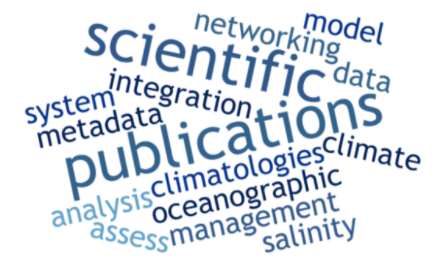 model
networking
scientific
data
integration
system
metadata
publications
climate
climatologies
oceanographic
analysis
management
assess
salinity